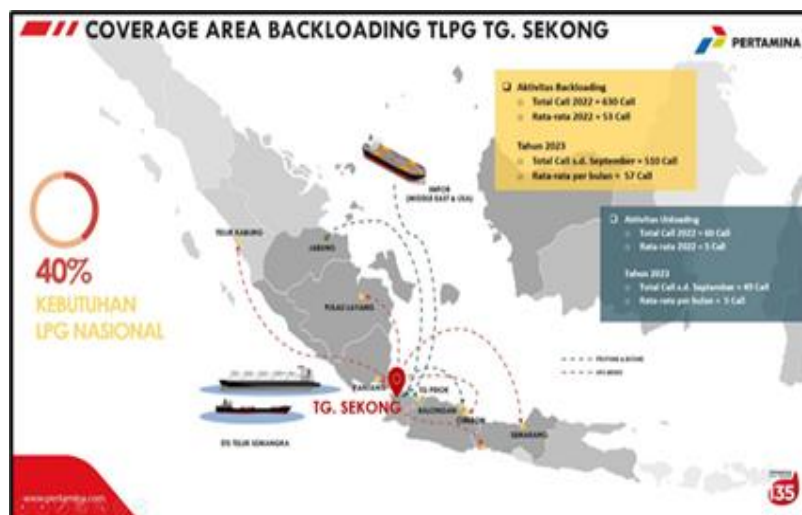 COVERAGE AREA BACKLOADING TLPG TG. SEKONG
PERTAMINA
Aktivitas Backloading
Total Call 2022 = 630 Call
Rata-rata 2022 = 53 Call
Tahun 2023
Total Call s.d. September = 510 Call
Rata-rata per bulan = 57 Call
IMPOR
(MIDDLE EAST & USA)
Aktivitas Unloading
Total Call 2022 = 60 Call
Rata-rata 2022 = 5 Call
Tahun 2023
Total Call s.d. September = 49 Call
Rata-rata per bulan = 5 Call
TELUK KABUNG
JABUNG
40%
KEBUTUHAN
LPG NASIONAL
PULAU LAYANG
PANJANG
TG. SEKONG
TG PRIOK
BALONGAN
CIREBON
SEMARANG
STS TELUK SEMANGKA
www.pertamina.com
135